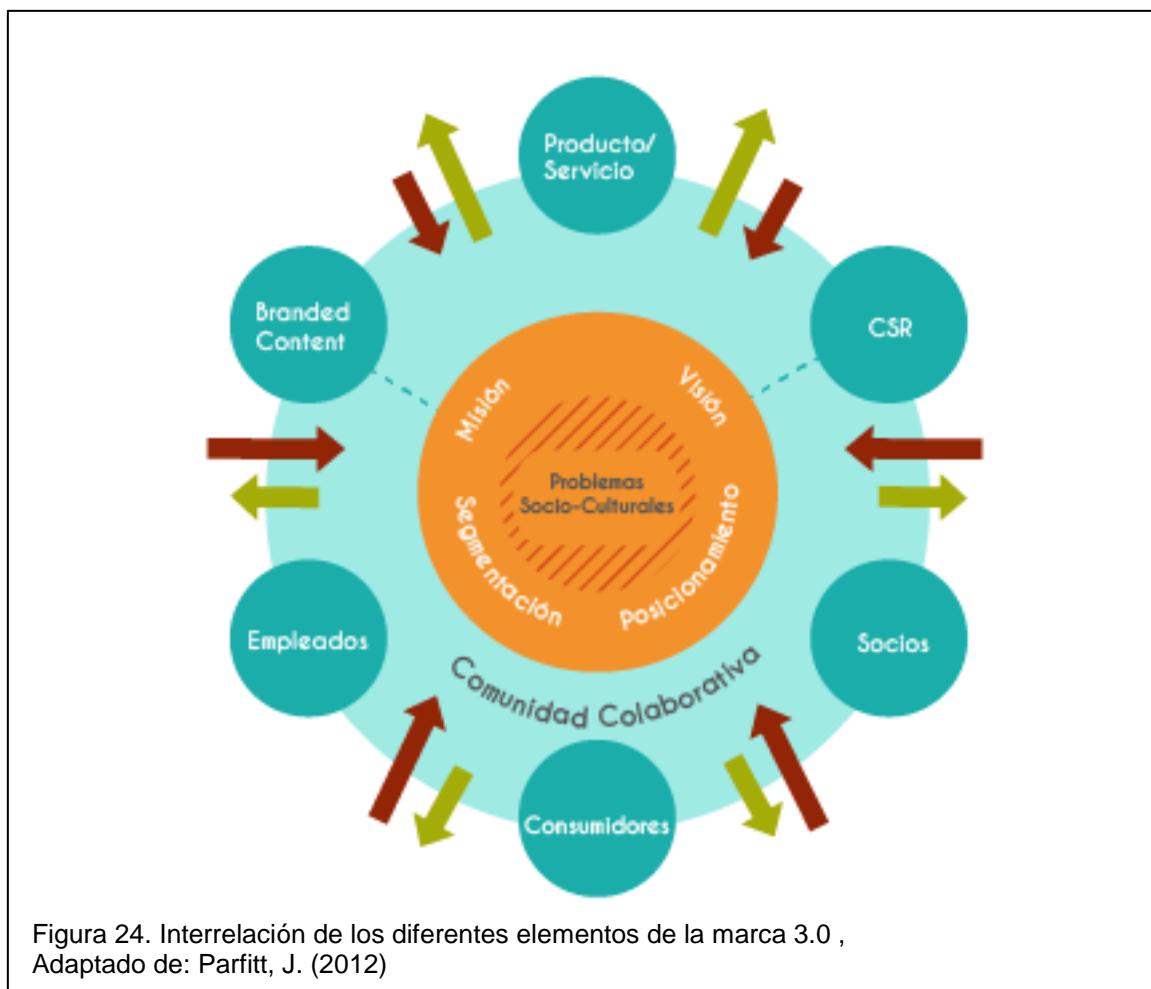 Producto/
Servicio
Branded
Content
CSR
Misión
Visión
Problemas
Socio-Culturales
Segmentación
Posicionamiento
Empleados
Socios
Comunidad Colaborativa
Consumidores
Figura 24. Interrelación de los diferentes elementos de la marca 3.0 ,
Adaptado de: Parfitt, J. (2012)